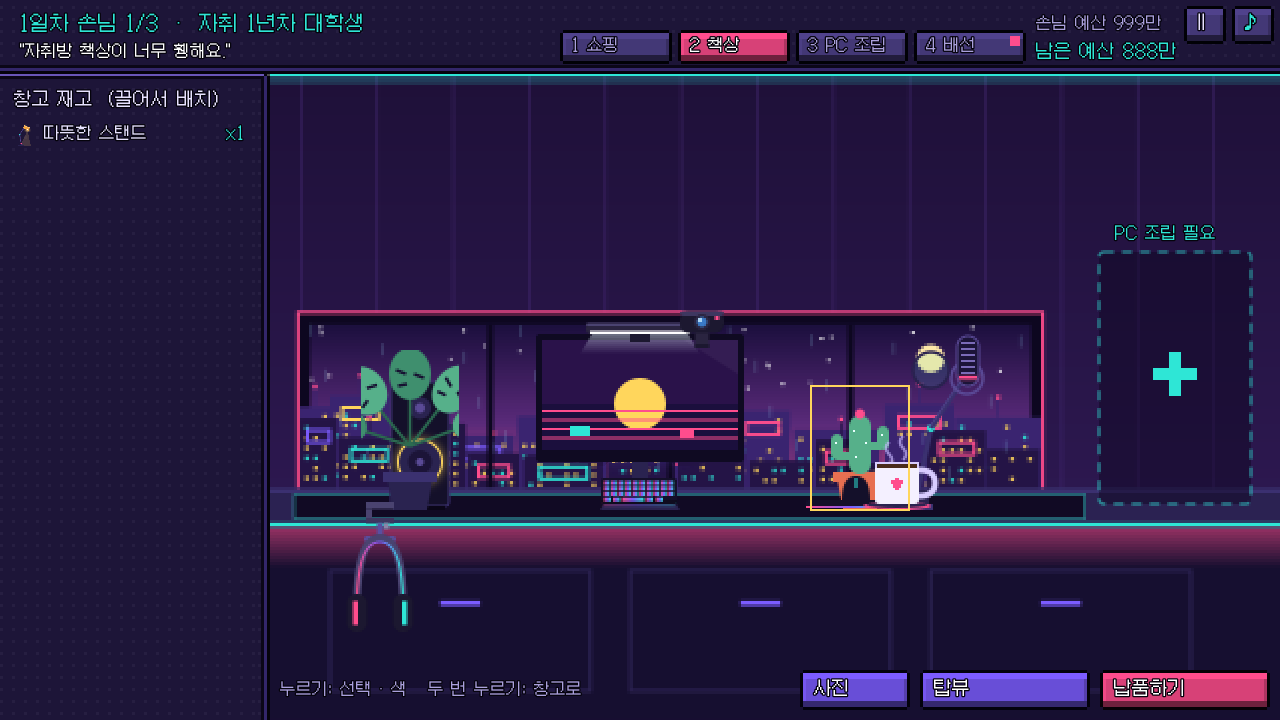 1일차 손님 1/3 · 자취 1년차 대학생
"자취방 책상이 너무 휑해요."
1 쇼핑
2 책상
3 PC 조립
4 배선
손님 예산 999만
남은 예산 888만
창고 재고 (끌어서 배치)
따뜻한 스탠드 x1
PC 조립 필요
누르기: 선택 · 색 두 번 누르기: 창고로
사진
탑뷰
납품하기